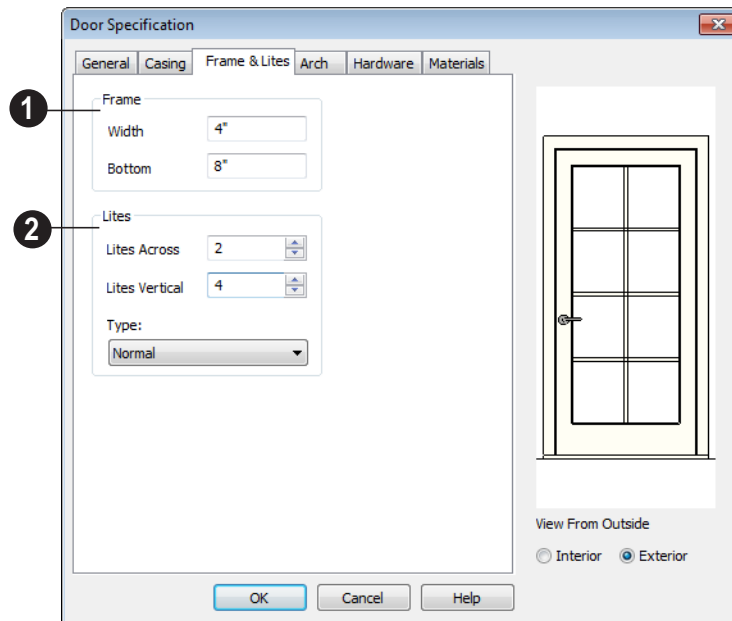 Door Specification
General Casing Frame & Lites Arch Hardware Materials
1
Frame
Width 4"
Bottom 8"
2
Lites
Lites Across 2
Lites Vertical 4
Type:
Normal
View From Outside
Interior Exterior
OK Cancel Help